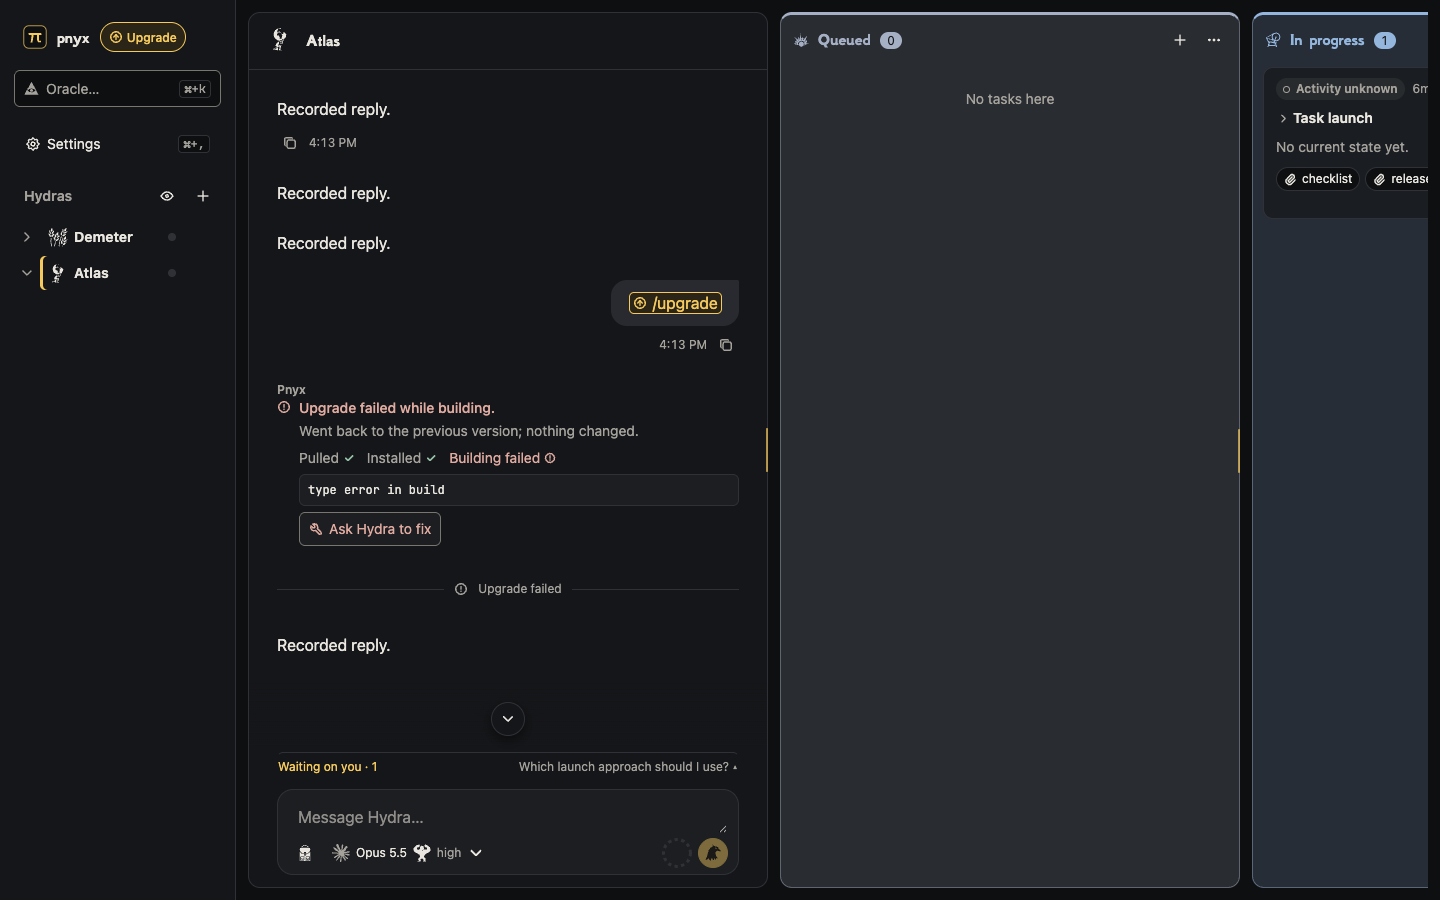 pnyx
Upgrade
Oracle...
⌘+k
Settings
⌘+,
Hydras
Demeter
Atlas
Atlas
Recorded reply.
4:13 PM
Recorded reply.
Recorded reply.
/upgrade
4:13 PM
Pnyx
Upgrade failed while building.
Went back to the previous version; nothing changed.
Pulled Installed Building failed
type error in build
Ask Hydra to fix
Upgrade failed
Recorded reply.
Waiting on you · 1
Which launch approach should I use?
Message Hydra...
Opus 5.5 high
Queued 0
No tasks here
In progress 1
Activity unknown 6m
Task launch
No current state yet.
checklist release